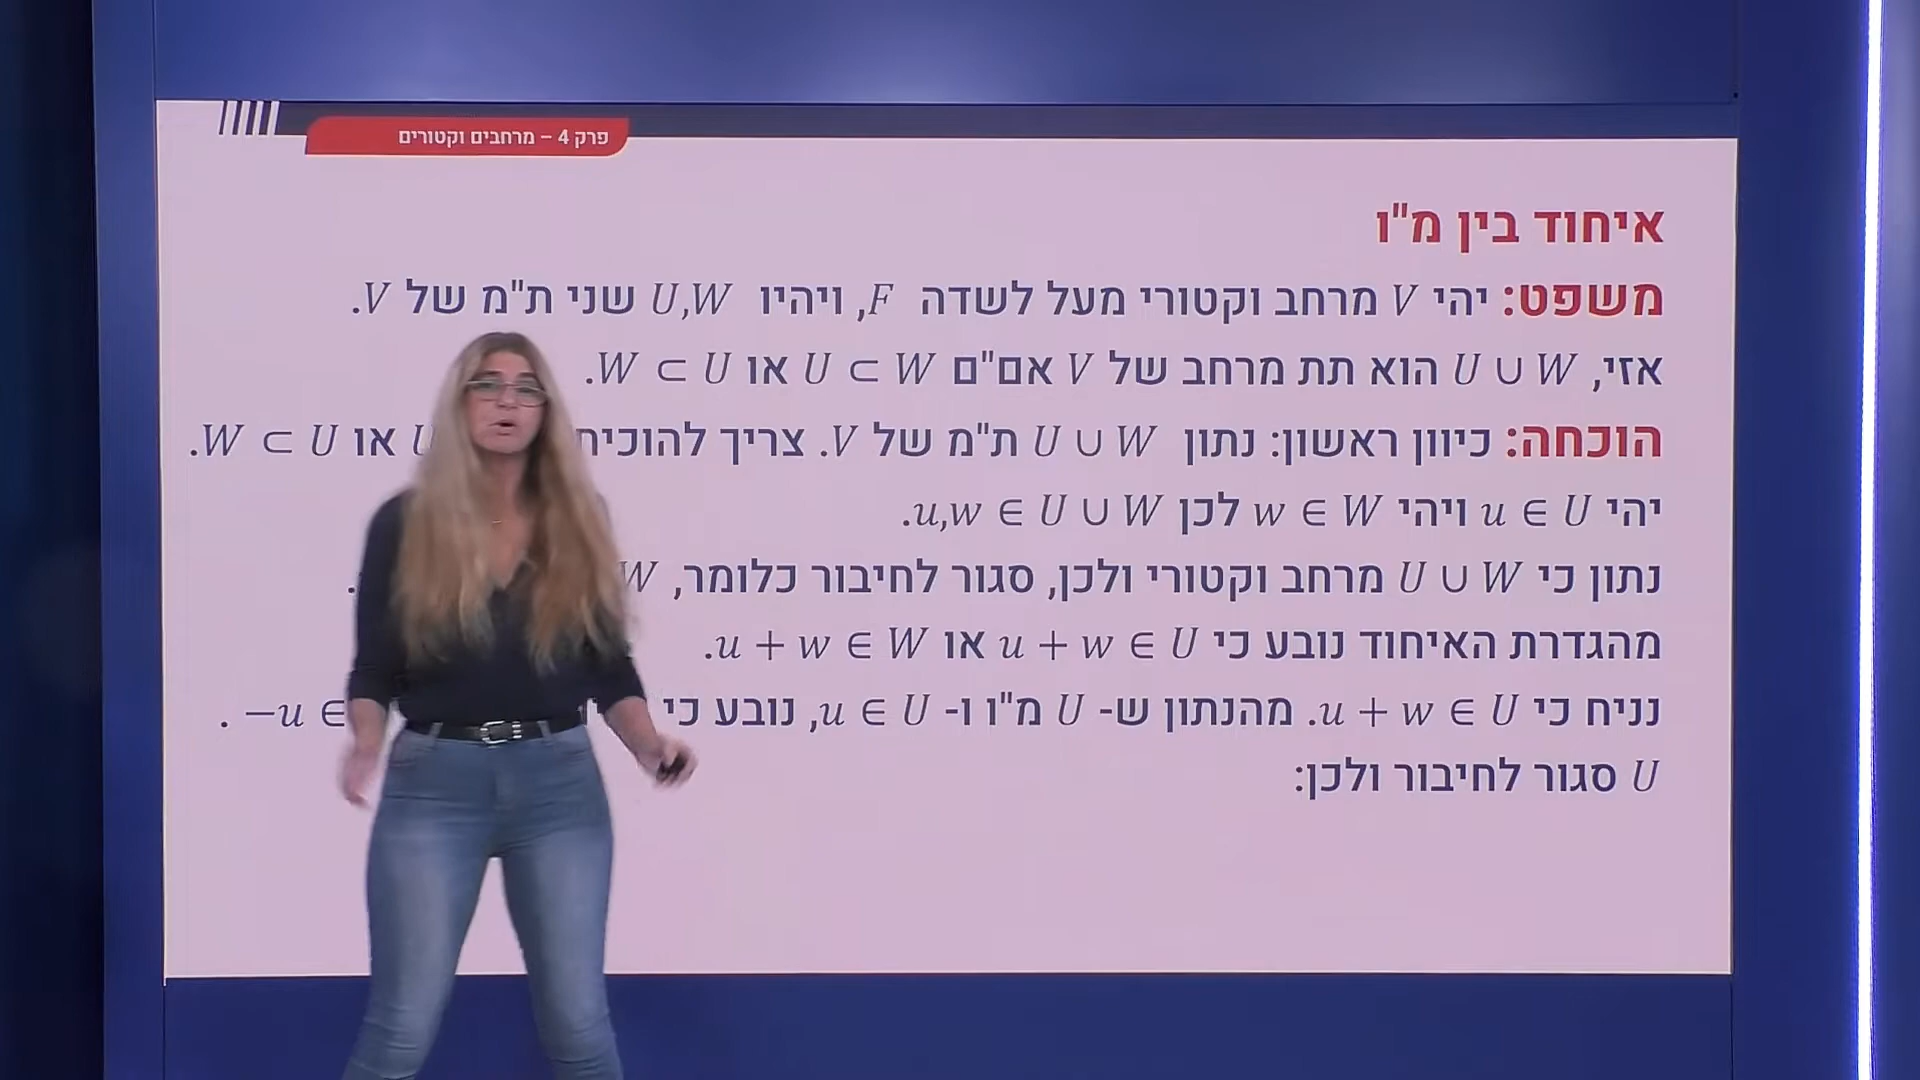 פרק 4 – מרחבים וקטורים
איחוד בין מ"ו
משפט: יהי V מרחב וקטורי מעל לשדה F, ויהיו U,W שני ת"מ של V.
אזי, U ∪ W הוא תת מרחב של V אם"ם U ⊂ W או W ⊂ U.
הוכחה: כיוון ראשון: נתון U ∪ W ת"מ של V. צריך להוכיח U או W ⊂ U.
יהי u ∈ U ויהי w ∈ W לכן u,w ∈ U ∪ W.
נתון כי U ∪ W מרחב וקטורי ולכן, סגור לחיבור כלומר, W .
מהגדרת האיחוד נובע כי u + w ∈ U או u + w ∈ W.
נניח כי u + w ∈ U. מהנתון ש- U מ"ו ו- u ∈ U, נובע כי −u ∈ .
U סגור לחיבור ולכן: